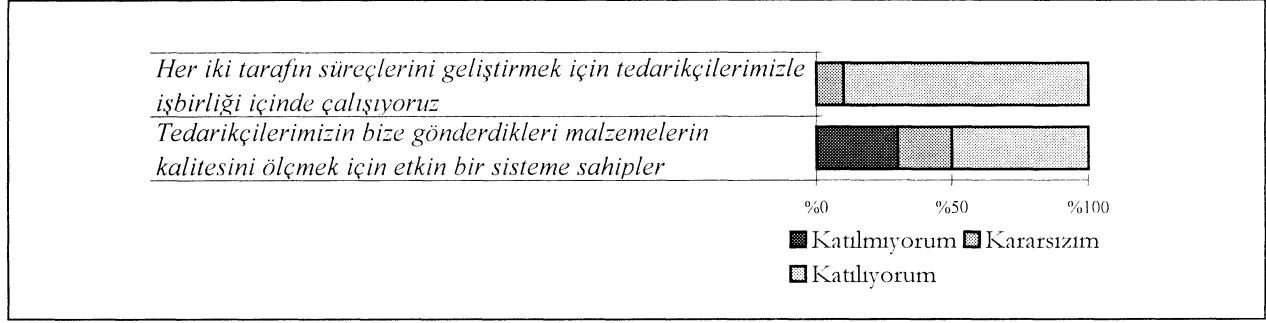 Her iki tarafın süreçlerini geliştirmek için tedarikçilerimizle
işbirliği içinde çalışıyoruz
Tedarikçilerimizin bize gönderdikleri malzemelerin
kalitesini ölçmek için etkin bir sisteme sahipler
%0 %50 %100
Katılmıyorum Kararsızım
Katılıyorum